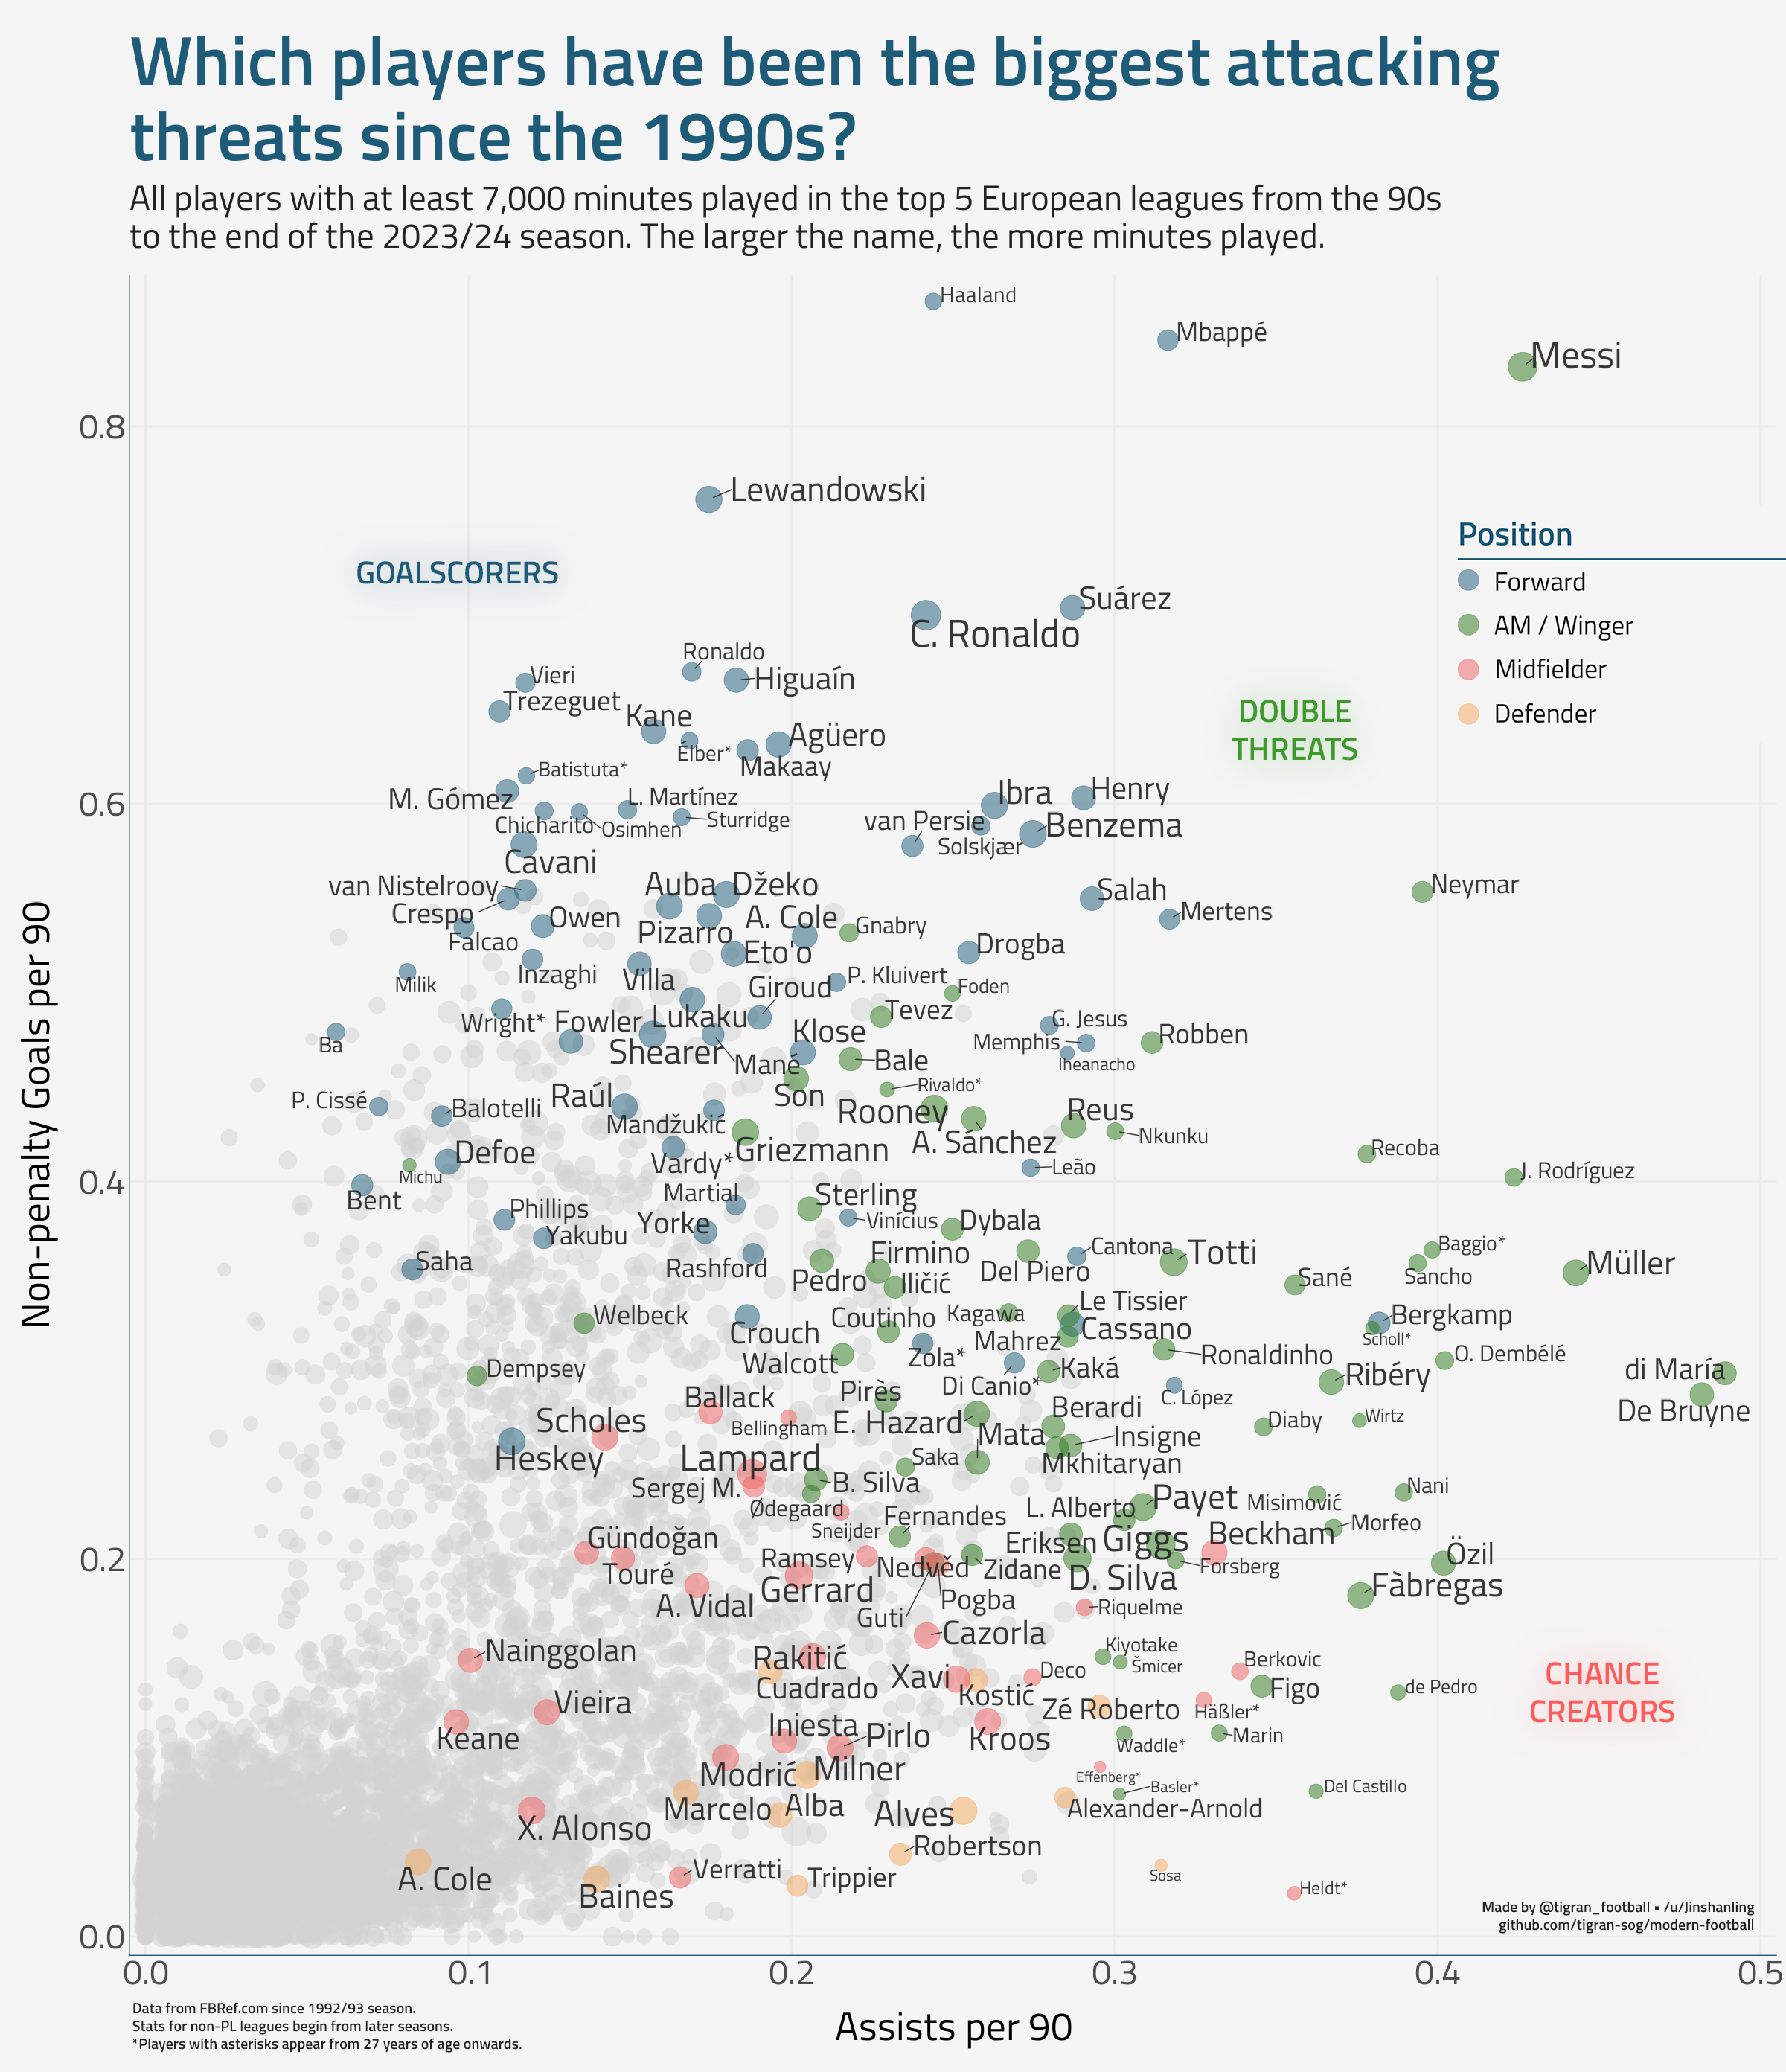 Which players have been the biggest attacking
threats since the 1990s?
All players with at least 7,000 minutes played in the top 5 European leagues from the 90s
to the end of the 2023/24 season. The larger the name, the more minutes played.
Haaland
Mbappé
Messi
0.8
Lewandowski
Position
GOALSCORERS
Forward
Suárez
AM / Winger
C. Ronaldo
Ronaldo
Midfielder
Vieri
Higuaín
Trezeguet
DOUBLE
THREATS
Defender
Kane
Agüero
Élber*
Makaay
Batistuta*
M. Gómez
L. Martínez
Ibra
Henry
0.6
Chicharito
Osimhen
Sturridge
van Persie
Benzema
Solskjær
Cavani
van Nistelrooy
Auba
Džeko
Salah
Neymar
Crespo
Owen
A. Cole
Mertens
Pizarro
Gnabry
Falcao
Eto'o
Drogba
Inzaghi
Villa
P. Kluivert
Milik
Giroud
Foden
Wright*
Fowler
Lukaku
Tevez
G. Jesus
Ba
Klose
Memphis
Robben
Shearer
Mané
Bale
Iheanacho
Rivaldo*
P. Cissé
Balotelli
Raúl
Son
Rooney
Reus
Mandžukić
A. Sánchez
Nkunku
Defoe
Griezmann
Recoba
Michu
Vardy*
Leão
J. Rodríguez
0.4
Bent
Martial
Sterling
Phillips
Yorke
Vinícius
Dybala
Yakubu
Cantona
Totti
Baggio*
Saha
Rashford
Firmino
Del Piero
Sancho
Müller
Pedro
Iličić
Sané
Welbeck
Coutinho
Kagawa
Le Tissier
Bergkamp
Crouch
Mahrez
Cassano
Scholl*
Walcott
Zola*
Ronaldinho
O. Dembélé
Dempsey
Di Canio*
Kaká
Ribéry
di María
Ballack
Pirès
C. López
De Bruyne
Scholes
Bellingham
E. Hazard
Berardi
Diaby
Wirtz
Heskey
Lampard
Mata
Insigne
Saka
Mkhitaryan
Sergej M.
B. Silva
Nani
Ødegaard
L. Alberto
Payet
Misimović
Sneijder
Fernandes
Morfeo
Gündoğan
Eriksen
Giggs
Beckham
Non-penalty Goals per 90
0.2
Touré
Ramsey
Nedvěd
Zidane
Forsberg
Özil
Gerrard
D. Silva
Fàbregas
A. Vidal
Guti
Pogba
Riquelme
Cazorla
Nainggolan
Rakitić
Kiyotake
Berkovic
CHANCE
CREATORS
Xavi
Deco
Šmicer
Cuadrado
Kostić
Figo
de Pedro
Vieira
Zé Roberto
Häßler*
Keane
Iniesta
Pirlo
Kroos
Waddle*
Marin
Modrić
Milner
Effenberg*
Basler*
Del Castillo
Marcelo
Alba
Alves
Alexander-Arnold
X. Alonso
Robertson
A. Cole
Verratti
Trippier
Sosa
Baines
Heldt*
Made by @tigran_football ▪ /u/Jinshanling
github.com/tigran-sog/modern-football
0.0
0.0 0.1 0.2 0.3 0.4 0.5
Assists per 90
Data from FBRef.com since 1992/93 season.
Stats for non-PL leagues begin from later seasons.
*Players with asterisks appear from 27 years of age onwards.